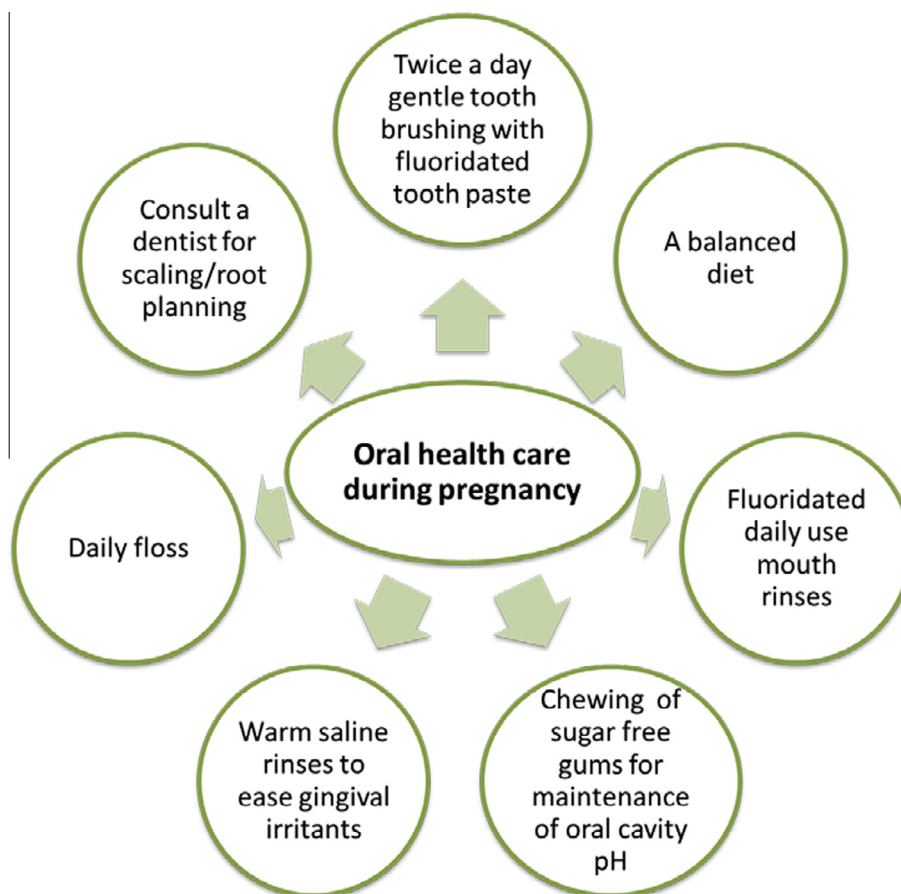 Twice a day
gentle tooth
brushing with
fluoridated
tooth paste
A balanced
diet
Fluoridated
daily use
mouth
rinses
Chewing of
sugar free
gums for
maintenance
of oral cavity
pH
Warm saline
rinses to
ease gingival
irritants
Daily floss
Consult a
dentist for
scaling/root
planning
Oral health care
during pregnancy